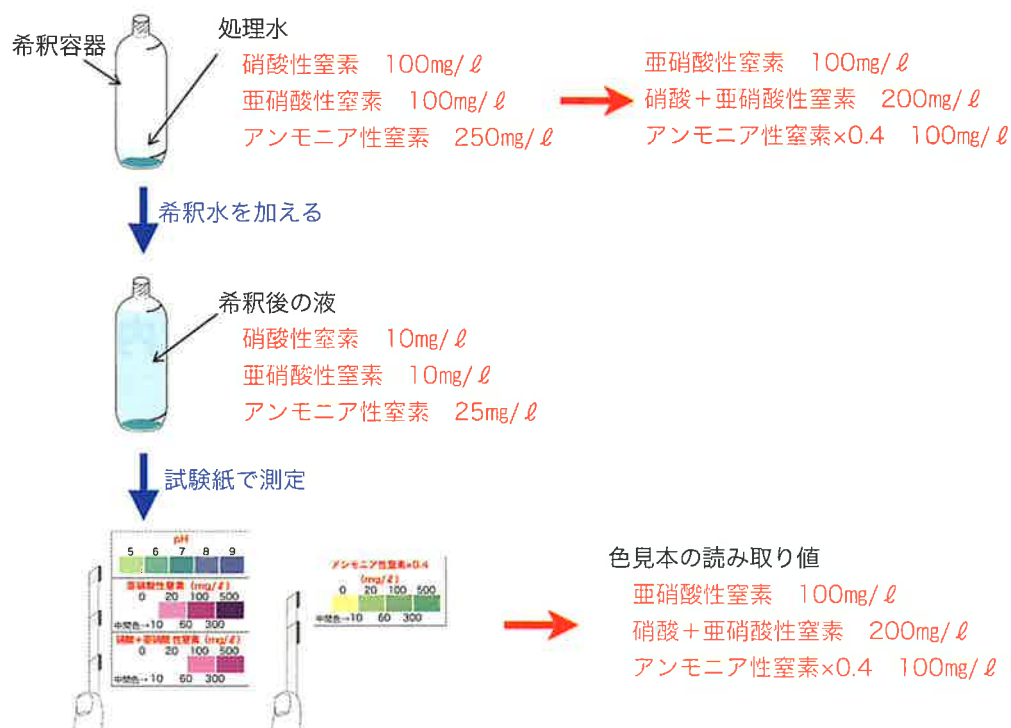 希釈容器
処理水
硝酸性窒素 100㎎/ℓ
亜硝酸性窒素 100㎎/ℓ
アンモニア性窒素 250㎎/ℓ
亜硝酸性窒素 100㎎/ℓ
硝酸＋亜硝酸性窒素 200㎎/ℓ
アンモニア性窒素×0.4 100㎎/ℓ
希釈水を加える
希釈後の液
硝酸性窒素 10㎎/ℓ
亜硝酸性窒素 10㎎/ℓ
アンモニア性窒素 25㎎/ℓ
試験紙で測定
pH
5 6 7 8 9
亜硝酸性窒素 (mg/ℓ)
0 20 100 500
中間色→10 60 300
硝酸＋亜硝酸性窒素 (mg/ℓ)
0 20 100 500
中間色→10 60 300
アンモニア性窒素×0.4
(mg/ℓ)
0 20 100 500
中間色→10 60 300
色見本の読み取り値
亜硝酸性窒素 100㎎/ℓ
硝酸＋亜硝酸性窒素 200㎎/ℓ
アンモニア性窒素×0.4 100㎎/ℓ